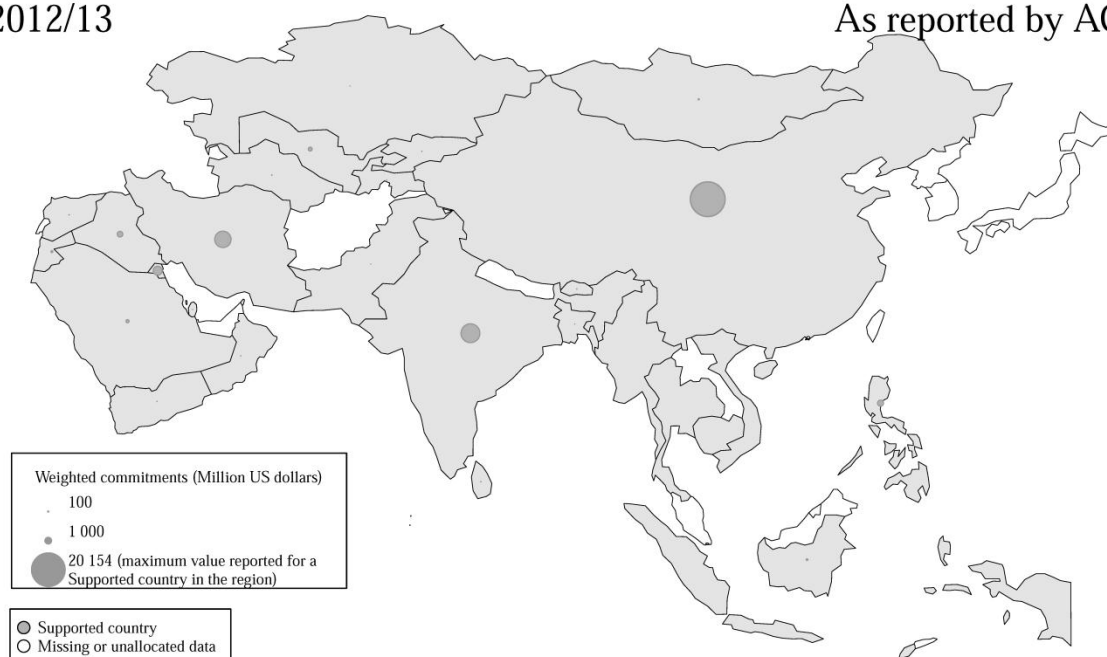 2012/13
As reported by AC
Weighted commitments (Million US dollars)
100
1 000
20 154 (maximum value reported for a
Supported country in the region)
Supported country
Missing or unallocated data